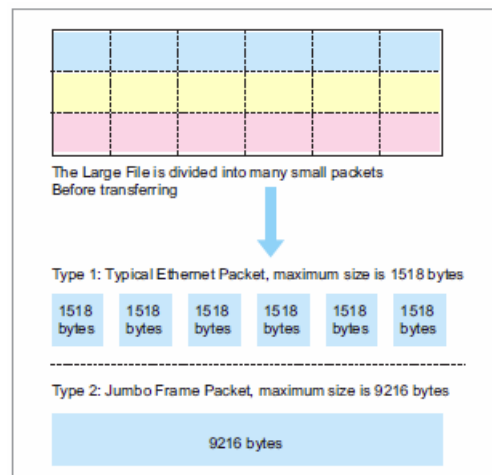 The Large File is divided into many small packets
Before transferring
Type 1: Typical Ethernet Packet, maximum size is 1518 bytes
1518 1518 1518 1518 1518 1518
bytes bytes bytes bytes bytes bytes
Type 2: Jumbo Frame Packet, maximum size is 9216 bytes
9216 bytes